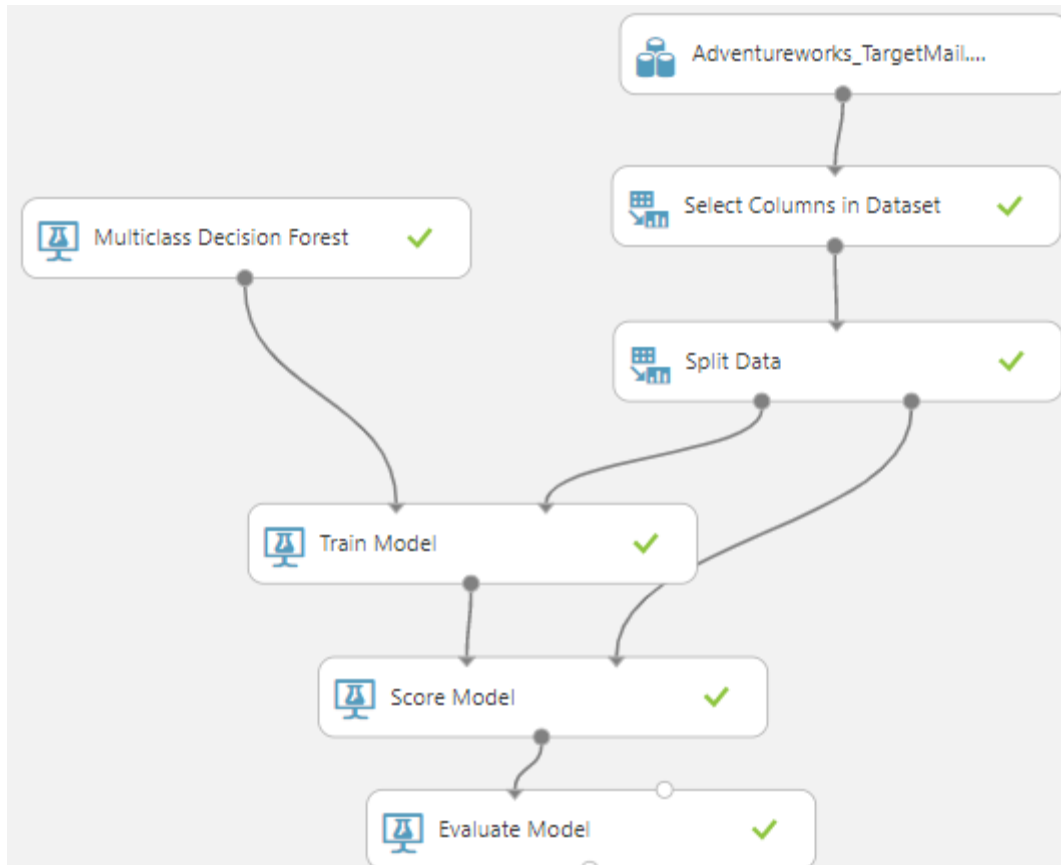 Adventureworks_TargetMail....
Select Columns in Dataset
Multiclass Decision Forest
Split Data
Train Model
Score Model
Evaluate Model